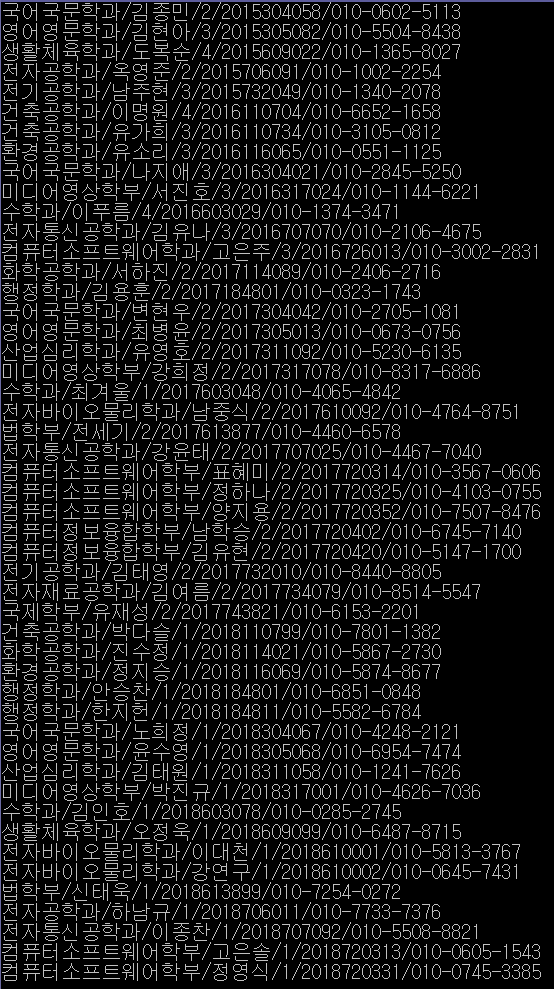 국어국문학과/김종민/2/2015304058/010-0602-5113
영어영문학과/김현아/3/2015305082/010-5504-8438
생활체육학과/도복순/4/2015609022/010-1365-8027
전자공학과/옥영준/2/2015706091/010-1002-2254
전기공학과/남주현/3/2015732049/010-1340-2078
건축공학과/이명원/4/2016110704/010-6652-1658
건축공학과/유가희/3/2016110734/010-3105-0812
환경공학과/유소리/3/2016116065/010-0551-1125
국어국문학과/나지애/3/2016304021/010-2845-5250
미디어영상학부/서진호/3/2016317024/010-1144-6221
수학과/이푸름/4/2016603029/010-1374-3471
전자통신공학과/김유나/3/2016707070/010-2106-4675
컴퓨터소프트웨어학과/고은주/3/2016726013/010-3002-2831
화학공학과/서하진/2/2017114089/010-2406-2716
행정학과/김용훈/2/2017184801/010-0323-1743
국어국문학과/변현우/2/2017304042/010-2705-1081
영어영문학과/최병윤/2/2017305013/010-0673-0756
산업심리학과/유영호/2/2017311092/010-5230-6135
미디어영상학부/강희정/2/2017317078/010-8317-6886
수학과/최겨울/1/2017603048/010-4065-4842
전자바이오물리학과/남중식/2/2017610092/010-4764-8751
법학부/전세기/2/2017613877/010-4460-6578
전자통신공학과/강윤태/2/2017707025/010-4467-7040
컴퓨터소프트웨어학부/표혜미/2/2017720314/010-3567-0606
컴퓨터소프트웨어학부/정하나/2/2017720325/010-4103-0755
컴퓨터소프트웨어학부/양지용/2/2017720352/010-7507-8476
컴퓨터정보융합학부/남학승/2/2017720402/010-6745-7140
컴퓨터정보융합학부/김유현/2/2017720420/010-5147-1700
전기공학과/김태영/2/2017732010/010-8440-8805
전자재료공학과/김여름/2/2017734079/010-8514-5547
국제학부/유재성/2/2017743821/010-6153-2201
건축공학과/박다슬/1/2018110799/010-7801-1382
화학공학과/진수정/1/2018114021/010-5867-2730
환경공학과/정지승/1/2018116069/010-5874-8677
행정학과/안승찬/1/2018184801/010-6851-0848
행정학과/한지헌/1/2018184811/010-5582-6784
국어국문학과/노희정/1/2018304067/010-4248-2121
영어영문학과/윤수영/1/2018305068/010-6954-7474
산업심리학과/김태원/1/2018311058/010-1241-7626
미디어영상학부/박진규/1/2018317001/010-4626-7036
수학과/김인호/1/2018603078/010-0285-2745
생활체육학과/오정욱/1/2018609099/010-6487-8715
전자바이오물리학과/이대천/1/2018610001/010-5813-3767
전자바이오물리학과/강연구/1/2018610002/010-0645-7431
법학부/신태옥/1/2018613899/010-7254-0272
전자공학과/하남규/1/2018706011/010-7733-7376
전자통신공학과/이종찬/1/2018707092/010-5508-8821
컴퓨터소프트웨어학부/고은솔/1/2018720313/010-0605-1543
컴퓨터소프트웨어학부/정영식/1/2018720331/010-0745-3385